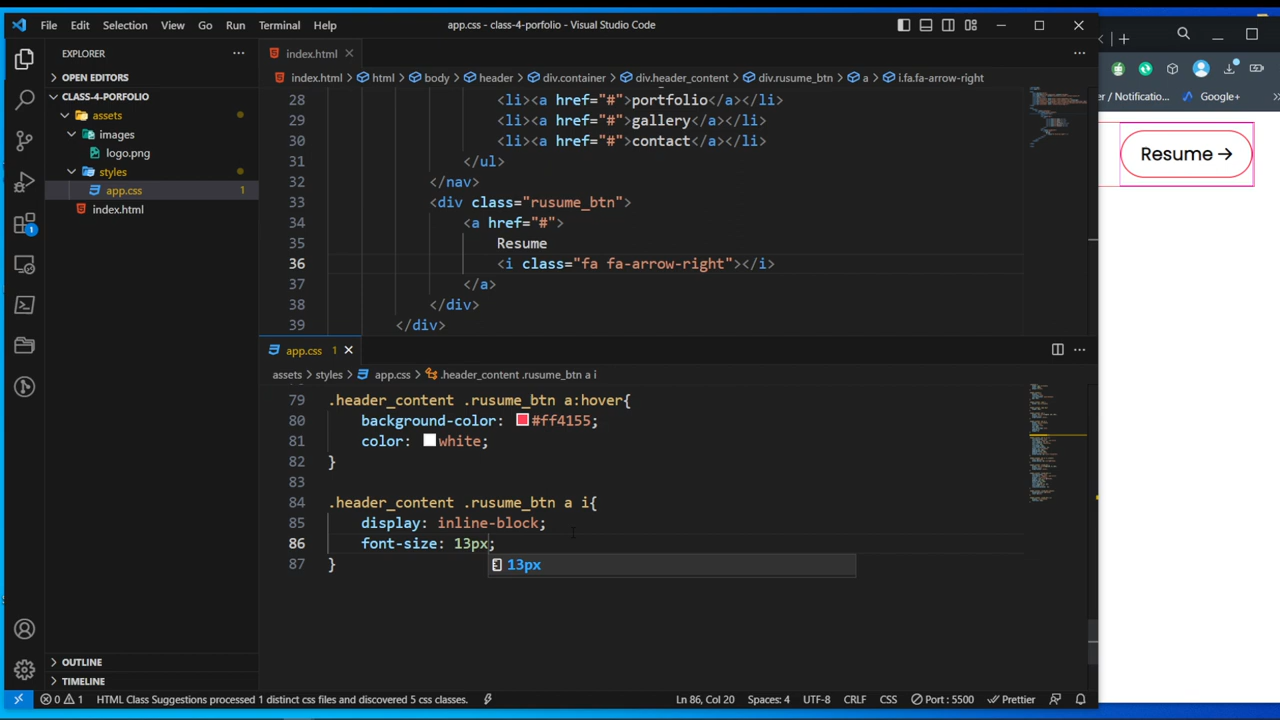 File Edit Selection View Go Run Terminal Help
app.css - class-4-porfolio - Visual Studio Code
EXPLORER
OPEN EDITORS
CLASS-4-PORFOLIO
assets
images
logo.png
styles
app.css 1
index.html
index.html
index.html > html > body > header > div.container > div.header_content > div.rusume_btn > a > i.fa.fa-arrow-right
28 <li><a href="#">portfolio</a></li>
29 <li><a href="#">gallery</a></li>
30 <li><a href="#">contact</a></li>
31 </ul>
32 </nav>
33 <div class="rusume_btn">
34 <a href="#">
35 Resume
36 <i class="fa fa-arrow-right"></i>
37 </a>
38 </div>
39 </div>
app.css 1
assets > styles > app.css > .header_content .rusume_btn a i
79 .header_content .rusume_btn a:hover{
80 background-color: #ff4155;
81 color: white;
82 }
83
84 .header_content .rusume_btn a i{
85 display: inline-block;
86 font-size: 13px;
13px
87 }
OUTLINE
TIMELINE
0 1 HTML Class Suggestions processed 1 distinct css files and discovered 5 css classes.
Ln 86, Col 20 Spaces: 4 UTF-8 CRLF CSS Port : 5500 Prettier
er / Notificatio... Google+
Resume →
1